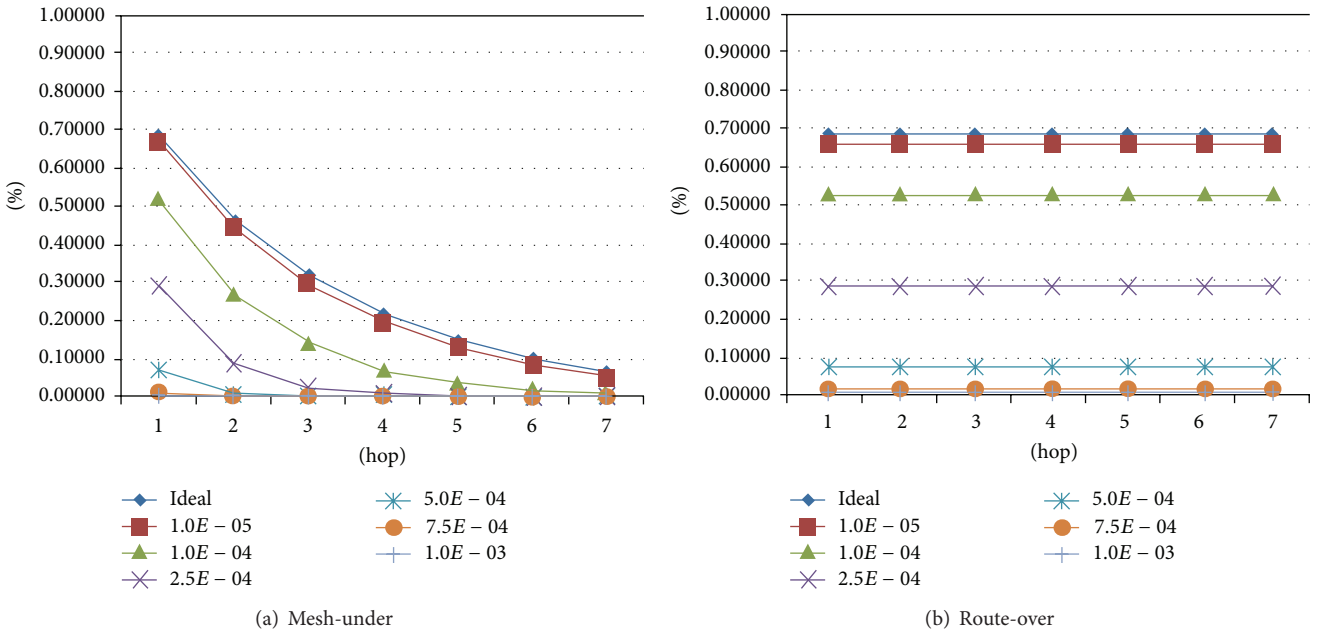 1.00000
0.90000
0.80000
0.70000
0.60000
0.50000
0.40000
0.30000
0.20000
0.10000
0.00000
(%)
1 2 3 4 5 6 7
(hop)
Ideal
1.0E − 05
1.0E − 04
2.5E − 04
5.0E − 04
7.5E − 04
1.0E − 03
(a) Mesh-under
1.00000
0.90000
0.80000
0.70000
0.60000
0.50000
0.40000
0.30000
0.20000
0.10000
0.00000
(%)
1 2 3 4 5 6 7
(hop)
Ideal
1.0E − 05
1.0E − 04
2.5E − 04
5.0E − 04
7.5E − 04
1.0E − 03
(b) Route-over